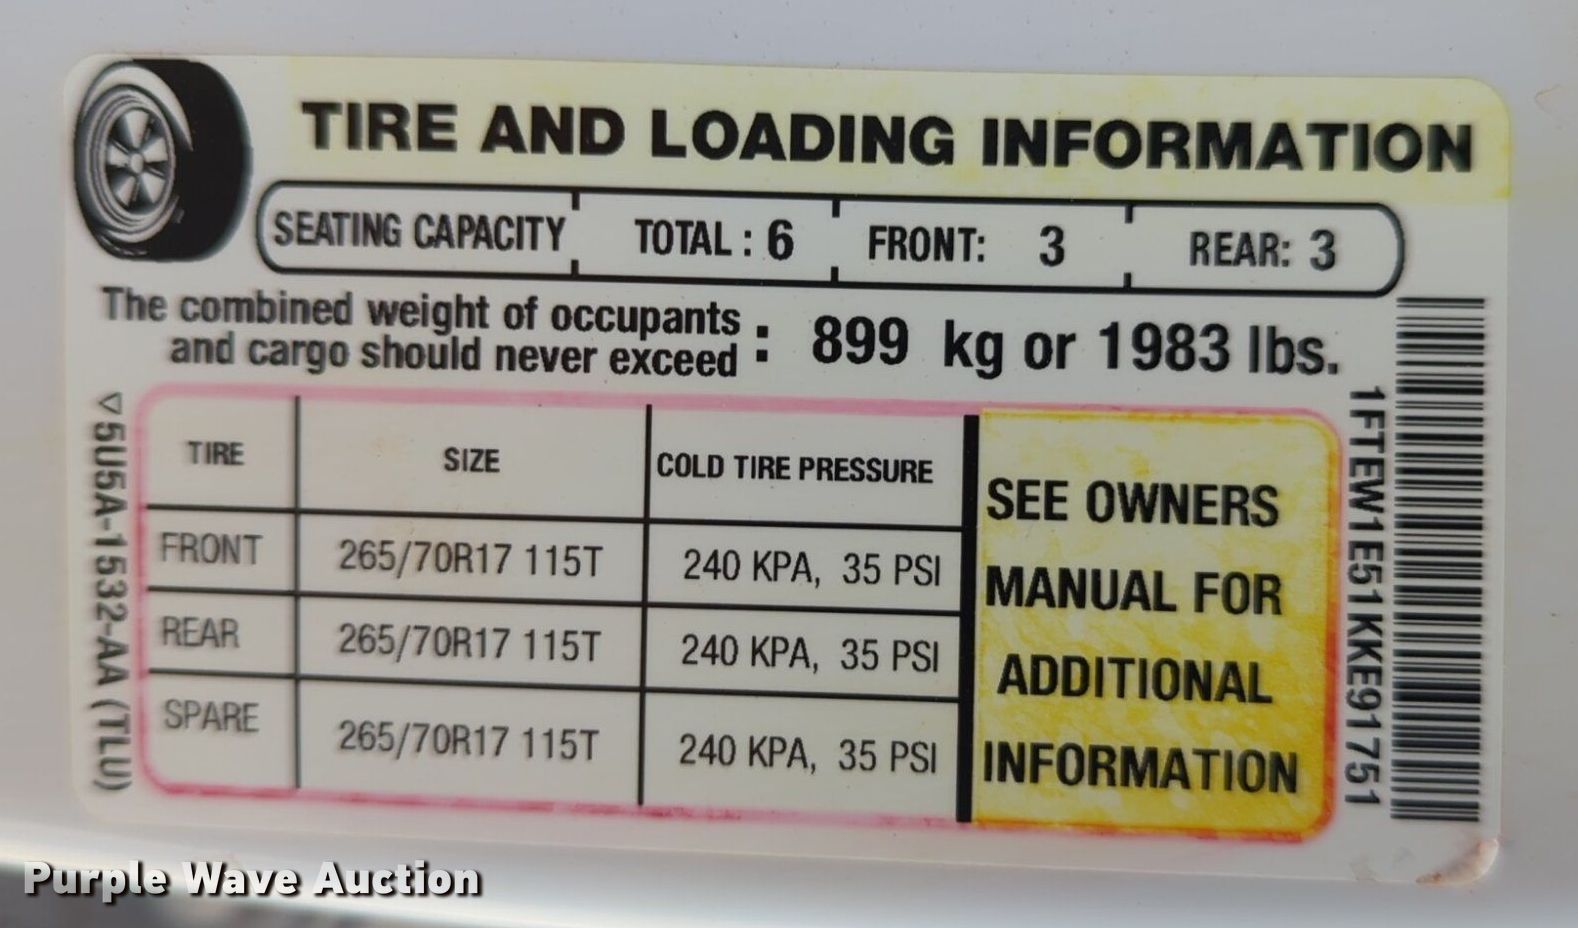 TIRE AND LOADING INFORMATION
SEATING CAPACITY TOTAL : 6 FRONT: 3 REAR: 3
The combined weight of occupants
and cargo should never exceed : 899 kg or 1983 lbs.
TIRE SIZE COLD TIRE PRESSURE
FRONT 265/70R17 115T 240 KPA, 35 PSI
REAR 265/70R17 115T 240 KPA, 35 PSI
SPARE 265/70R17 115T 240 KPA, 35 PSI
SEE OWNERS
MANUAL FOR
ADDITIONAL
INFORMATION
▽5U5A-1532-AA (TLU)
1FTEW1E51KKE91751
Purple Wave Auction